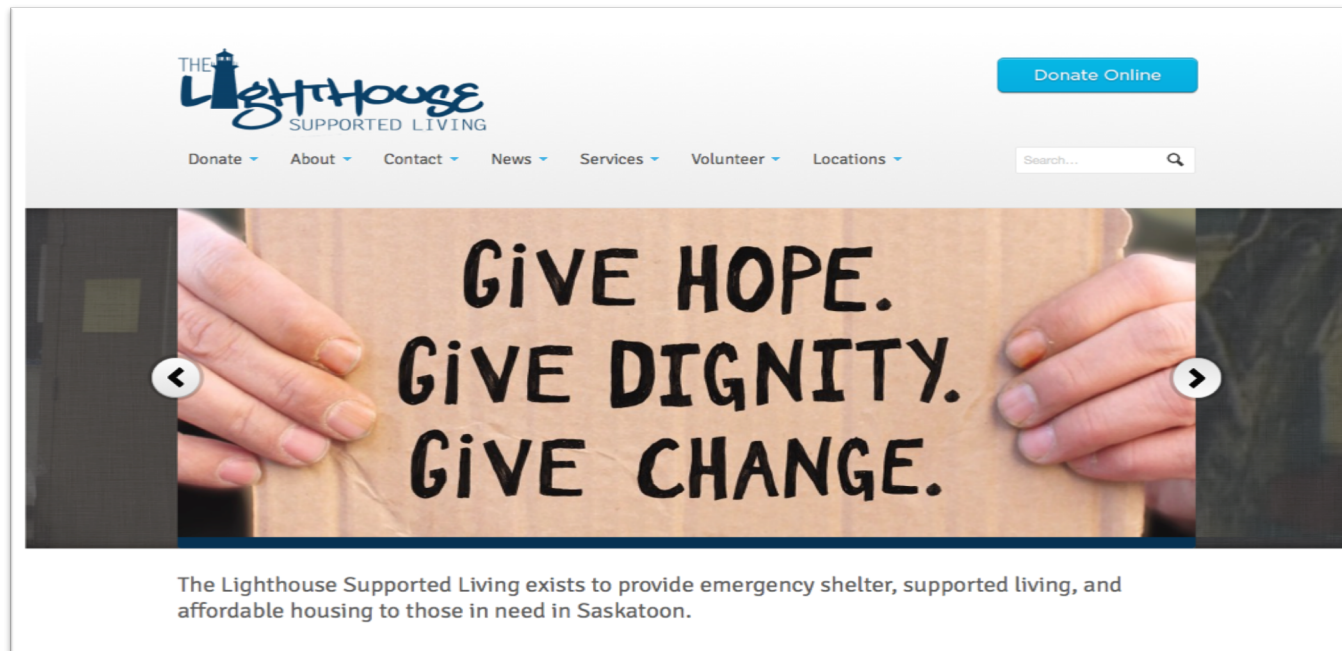 THE
LIGHTHOUSE
SUPPORTED LIVING
Donate Online
Donate About Contact News Services Volunteer Locations
Search...
GiVE HOPE.
GiVE DIGNITY.
GiVE CHANGE.
The Lighthouse Supported Living exists to provide emergency shelter, supported living, and
affordable housing to those in need in Saskatoon.